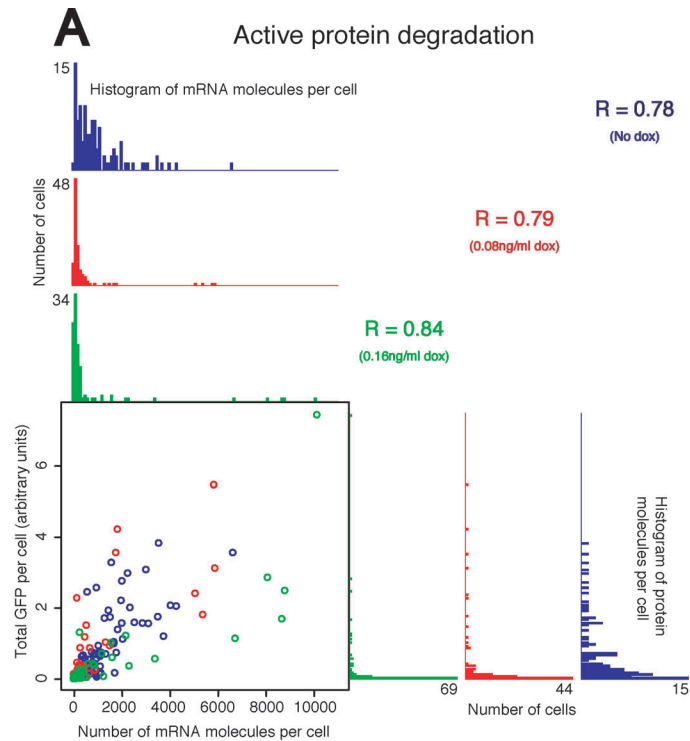 A
Active protein degradation
15
Histogram of mRNA molecules per cell
R = 0.78
(No dox)
48
Number of cells
R = 0.79
(0.08ng/ml dox)
34
R = 0.84
(0.16ng/ml dox)
Total GFP per cell (arbitrary units)
6
4
2
0
0 2000 4000 6000 8000 10000
Number of mRNA molecules per cell
Histogram of protein
molecules per cell
69
44
15
Number of cells